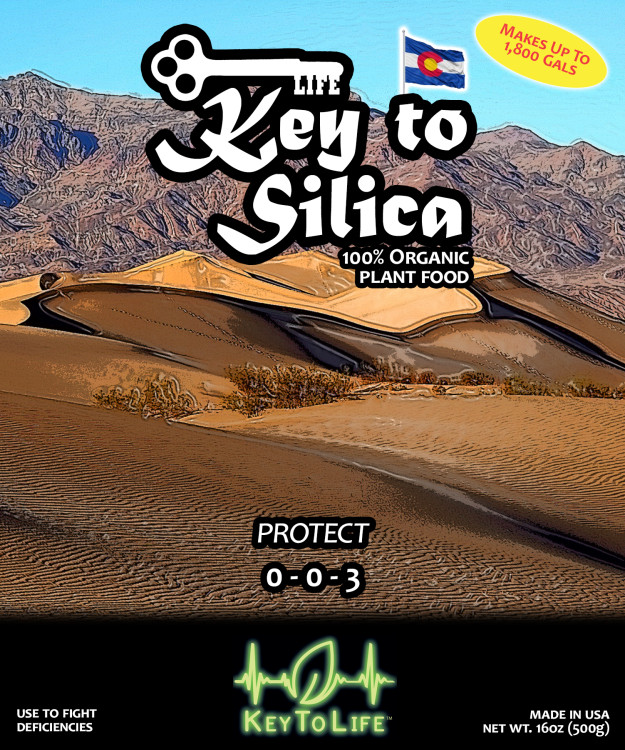 MAKES UP TO
1,800 GALS
LIFE
Key to
Silica
100% ORGANIC
PLANT FOOD
PROTECT
0-0-3
KEYTOLIFE™
USE TO FIGHT
DEFICIENCIES
MADE IN USA
NET WT. 16oz (500g)